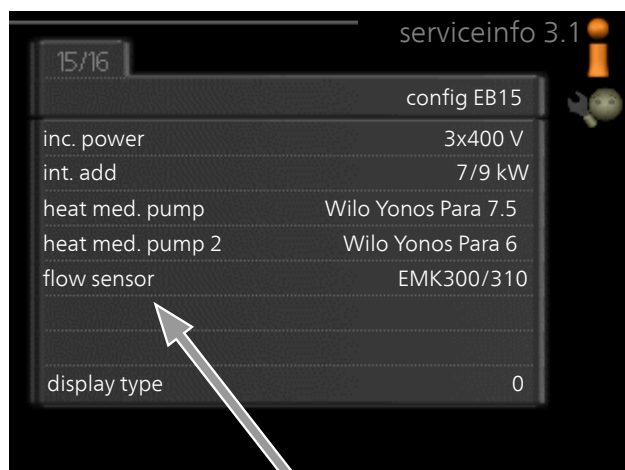 serviceinfo 3.1
15/16
config EB15
inc. power 3x400 V
int. add 7/9 kW
heat med. pump Wilo Yonos Para 7.5
heat med. pump 2 Wilo Yonos Para 6
flow sensor EMK300/310
display type 0